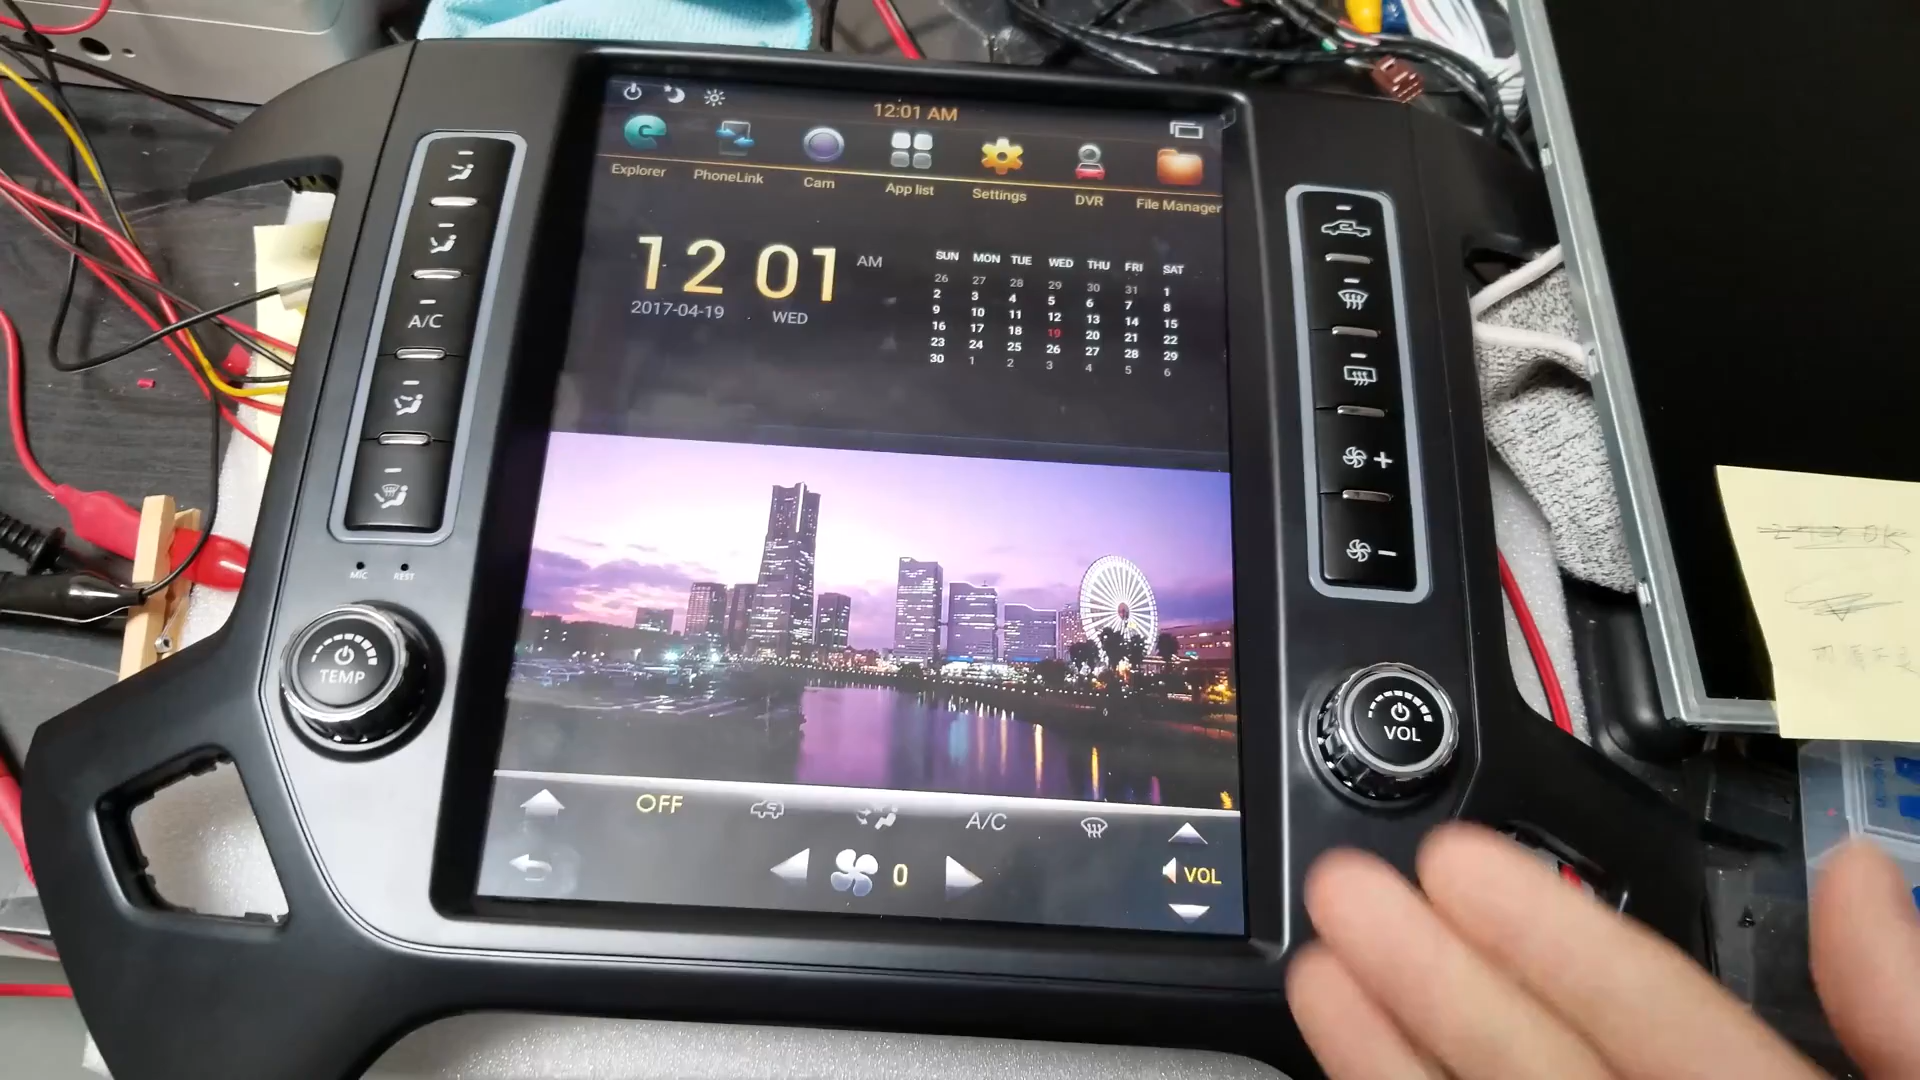 12:01 AM
Explorer
PhoneLink
Cam
App list
Settings
DVR
File Manager
12 01 AM
2017-04-19 WED
SUN MON TUE WED THU FRI SAT
26 27 28 29 30 31 1
2 3 4 5 6 7 8
9 10 11 12 13 14 15
16 17 18 19 20 21 22
23 24 25 26 27 28 29
30 1 2 3 4 5 6
A/C
MIC
REST
TEMP
+
−
VOL
OFF
A/C
0
VOL